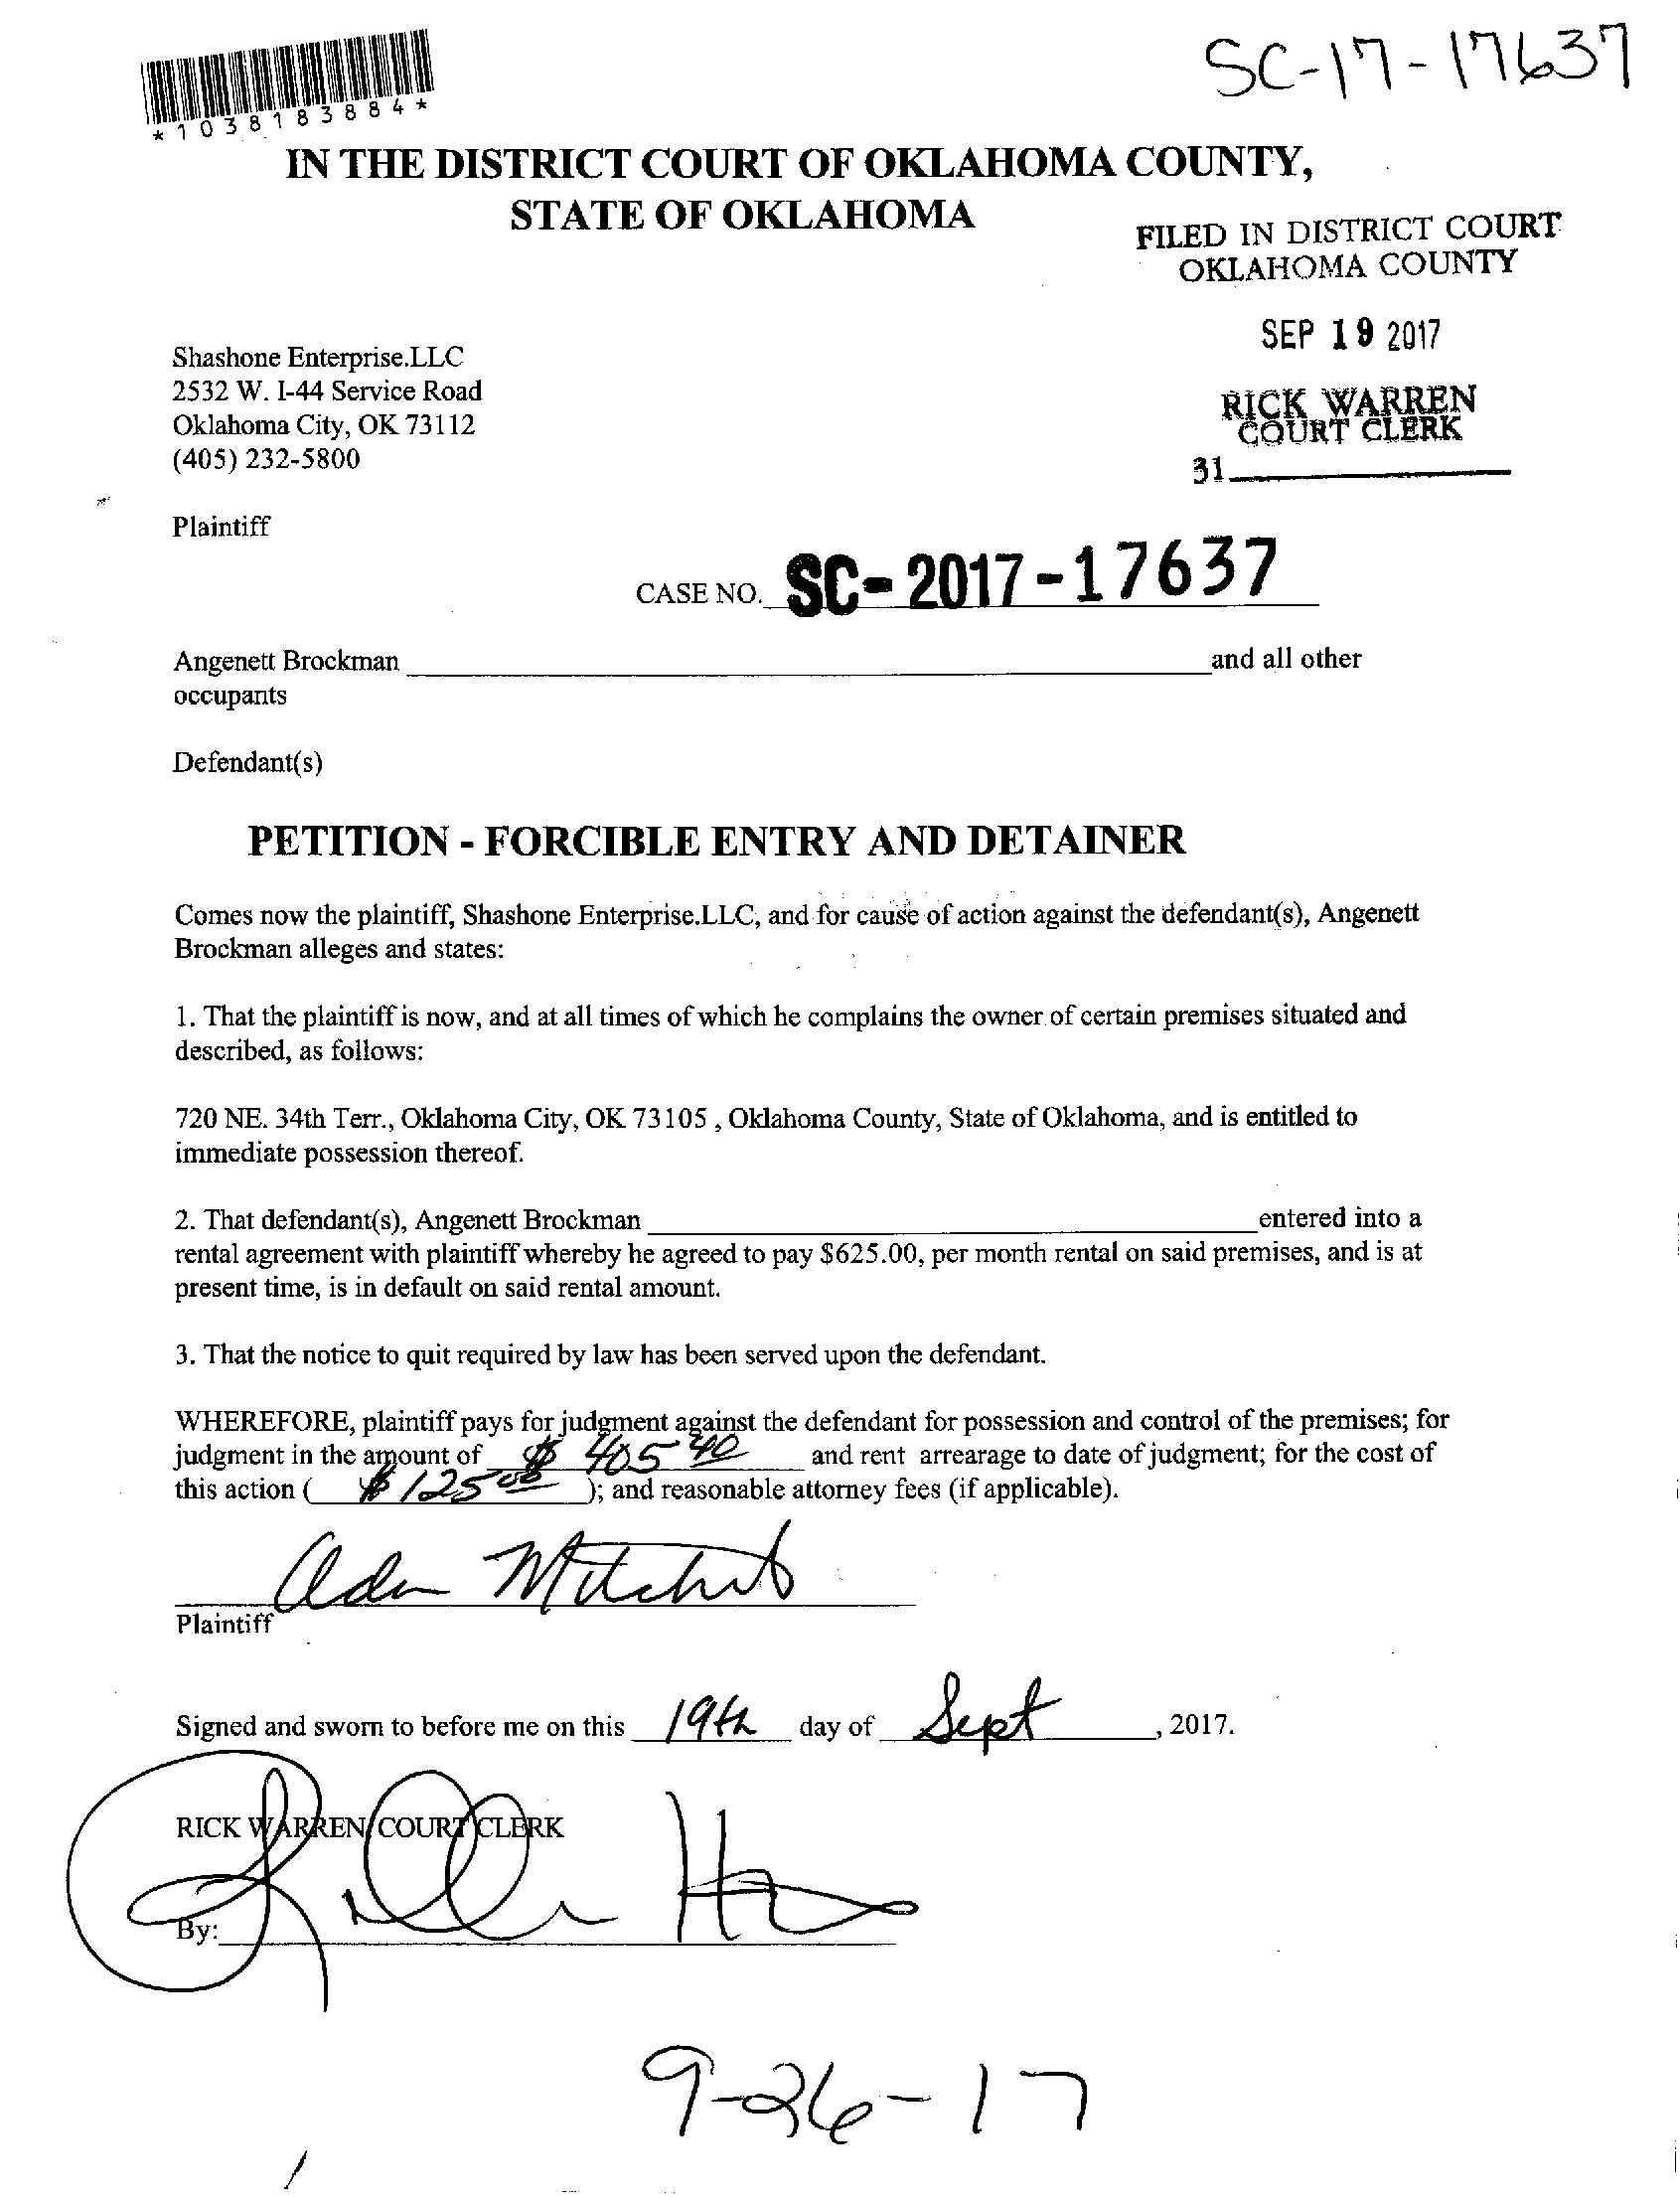 SC-17-17637
*1038183884*
IN THE DISTRICT COURT OF OKLAHOMA COUNTY,
STATE OF OKLAHOMA
FILED IN DISTRICT COURT
OKLAHOMA COUNTY
SEP 19 2017
RICK WARREN
COURT CLERK
31
Shashone Enterprise.LLC
2532 W. I-44 Service Road
Oklahoma City, OK 73112
(405) 232-5800
Plaintiff
CASE NO. SC-2017-17637
Angenett Brockman and all other
occupants
Defendant(s)
PETITION - FORCIBLE ENTRY AND DETAINER
Comes now the plaintiff, Shashone Enterprise.LLC, and for cause of action against the defendant(s), Angenett
Brockman alleges and states:
1. That the plaintiff is now, and at all times of which he complains the owner of certain premises situated and
described, as follows:
720 NE. 34th Terr., Oklahoma City, OK 73105 , Oklahoma County, State of Oklahoma, and is entitled to
immediate possession thereof.
2. That defendant(s), Angenett Brockman entered into a
rental agreement with plaintiff whereby he agreed to pay $625.00, per month rental on said premises, and is at
present time, is in default on said rental amount.
3. That the notice to quit required by law has been served upon the defendant.
WHEREFORE, plaintiff pays for judgment against the defendant for possession and control of the premises; for
judgment in the amount of $ 405 40 and rent arrearage to date of judgment; for the cost of
this action ( $125 00 ); and reasonable attorney fees (if applicable).
Plaintiff
Signed and sworn to before me on this 19th day of Sept , 2017.
RICK WARREN COURT CLERK
By:
9-26-17